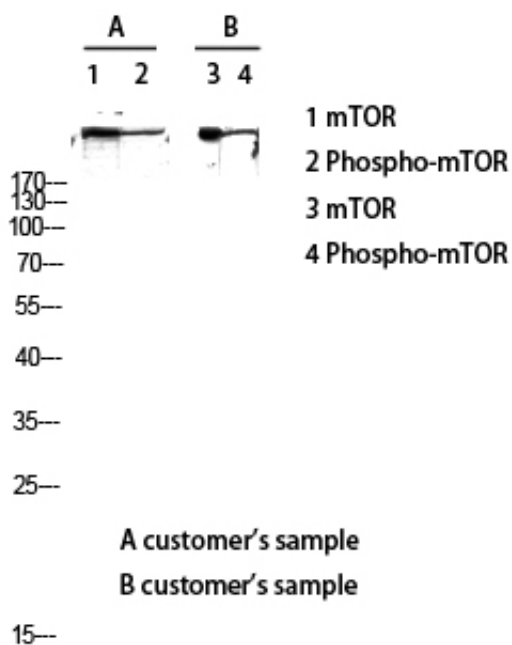 A B
1 2 3 4
1 mTOR
2 Phospho-mTOR
3 mTOR
4 Phospho-mTOR
170---
130---
100---
70---
55---
40---
35---
25---
A customer's sample
B customer's sample
15---